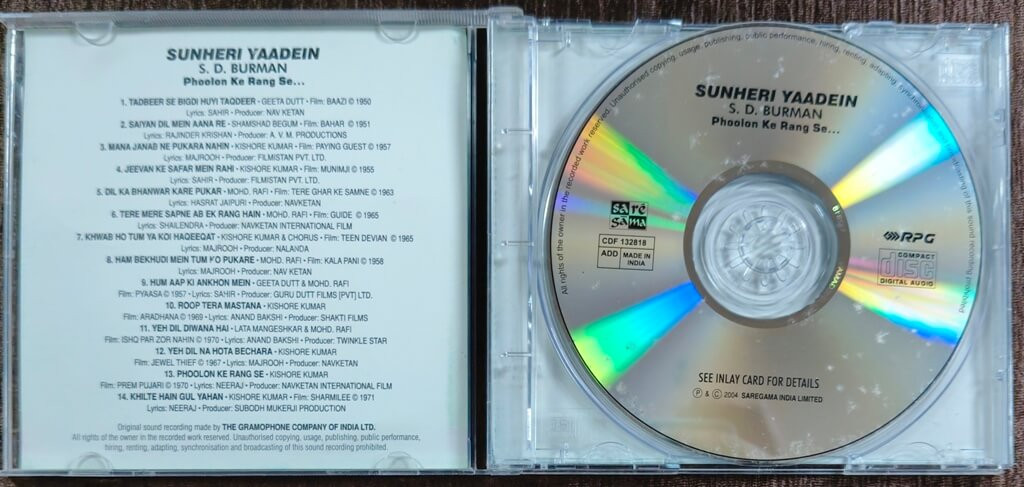 SUNHERI YAADEIN
S. D. BURMAN
Phoolon Ke Rang Se...
1. TADBEER SE BIGDI HUYI TAQDEER • GEETA DUTT • Film: BAAZI © 1950
Lyrics: SAHIR • Producer: NAV KETAN
2. SAIYAN DIL MEIN AANA RE • SHAMSHAD BEGUM • Film: BAHAR © 1951
Lyrics: RAJINDER KRISHAN • Producer: A. V. M. PRODUCTIONS
3. MANA JANAB NE PUKARA NAHIN • KISHORE KUMAR • Film: PAYING GUEST © 1957
Lyrics: MAJROOH • Producer: FILMISTAN PVT. LTD.
4. JEEVAN KE SAFAR MEIN RAHI • KISHORE KUMAR • Film: MUNIMJI © 1955
Lyrics: SAHIR • Producer: FILMISTAN PVT. LTD.
5. DIL KA BHANWAR KARE PUKAR • MOHD. RAFI • Film: TERE GHAR KE SAMNE © 1963
Lyrics: HASRAT JAIPURI • Producer: NAVKETAN
6. TERE MERE SAPNE AB EK RANG HAIN • MOHD. RAFI • Film: GUIDE © 1965
Lyrics: SHAILENDRA • Producer: NAVKETAN INTERNATIONAL FILM
7. KHWAB HO TUM YA KOI HAQEEQAT • KISHORE KUMAR & CHORUS • Film: TEEN DEVIAN © 1965
Lyrics: MAJROOH • Producer: NALANDA
8. HAM BEKHUDI MEIN TUM KO PUKARE • MOHD. RAFI • Film: KALA PANI © 1958
Lyrics: MAJROOH • Producer: NAV KETAN
9. HUM AAP KI ANKHON MEIN • GEETA DUTT & MOHD. RAFI
Film: PYAASA © 1957 • Lyrics: SAHIR • Producer: GURU DUTT FILMS [PVT] LTD.
10. ROOP TERA MASTANA • KISHORE KUMAR
Film: ARADHANA © 1969 • Lyrics: ANAND BAKSHI • Producer: SHAKTI FILMS
11. YEH DIL DIWANA HAI • LATA MANGESHKAR & MOHD. RAFI
Film: ISHQ PAR ZOR NAHIN © 1970 • Lyrics: ANAND BAKSHI • Producer: TWINKLE STAR
12. YEH DIL NA HOTA BECHARA • KISHORE KUMAR
Film: JEWEL THIEF © 1967 • Lyrics: MAJROOH • Producer: NAVKETAN
13. PHOOLON KE RANG SE • KISHORE KUMAR
Film: PREM PUJARI © 1970 • Lyrics: NEERAJ • Producer: NAVKETAN INTERNATIONAL FILM
14. KHILTE HAIN GUL YAHAN • KISHORE KUMAR • Film: SHARMILEE © 1971
Lyrics: NEERAJ • Producer: SUBODH MUKERJI PRODUCTION
Original sound recording made by THE GRAMOPHONE COMPANY OF INDIA LTD.
All rights of the owner in the recorded work reserved. Unauthorised copying, usage, publishing, public performance,
hiring, renting, adapting, synchronisation and broadcasting of this sound recording prohibited.
All rights of the owner in the recorded work reserved. Unauthorised copying, usage, publishing, public performance, hiring, renting, adapting, of this sound recording prohibited
SUNHERI YAADEIN
S. D. BURMAN
Phoolon Ke Rang Se...
sa re
ga ma
CDF 132818
ADD MADE IN INDIA
RPG
COMPACT
disc
DIGITAL AUDIO
SEE INLAY CARD FOR DETAILS
Ⓟ & © 2004 SAREGAMA INDIA LIMITED